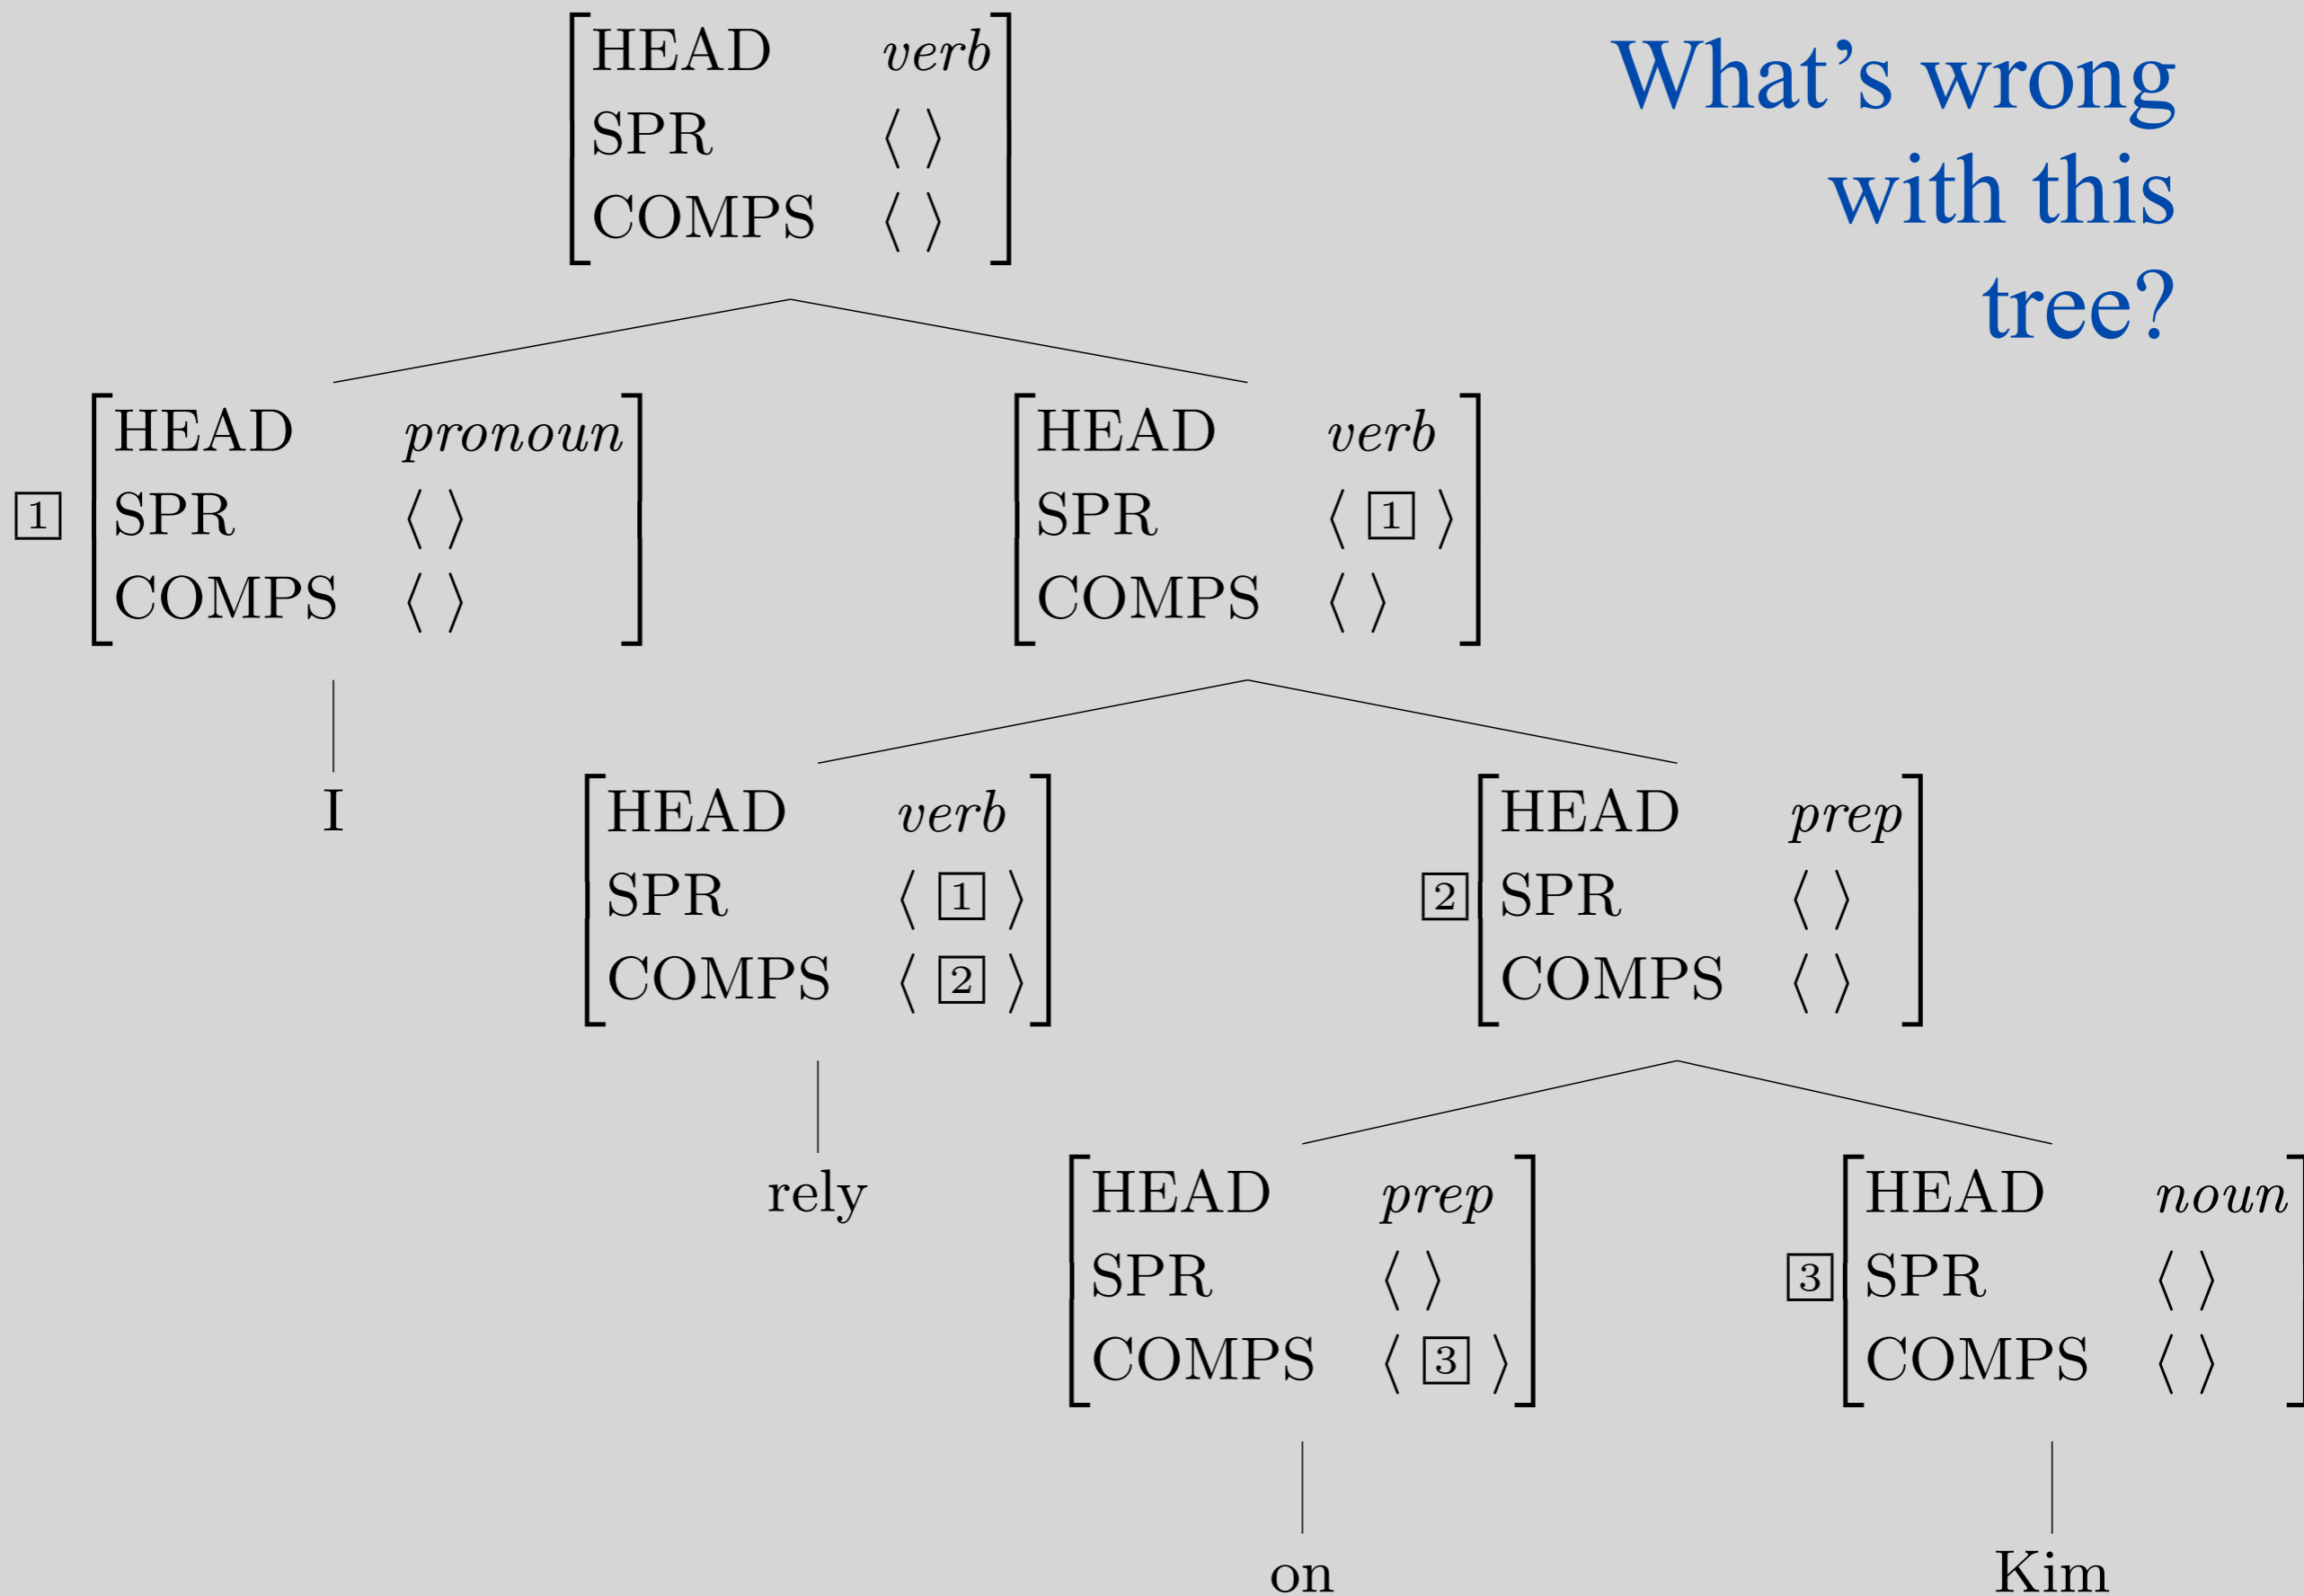 What's wrong
with this
tree?
HEAD verb
SPR ⟨ ⟩
COMPS ⟨ ⟩
1
HEAD pronoun
SPR ⟨ ⟩
COMPS ⟨ ⟩
HEAD verb
SPR ⟨ 1 ⟩
COMPS ⟨ ⟩
I
HEAD verb
SPR ⟨ 1 ⟩
COMPS ⟨ 2 ⟩
2
HEAD prep
SPR ⟨ ⟩
COMPS ⟨ ⟩
rely
HEAD prep
SPR ⟨ ⟩
COMPS ⟨ 3 ⟩
3
HEAD noun
SPR ⟨ ⟩
COMPS ⟨ ⟩
on
Kim